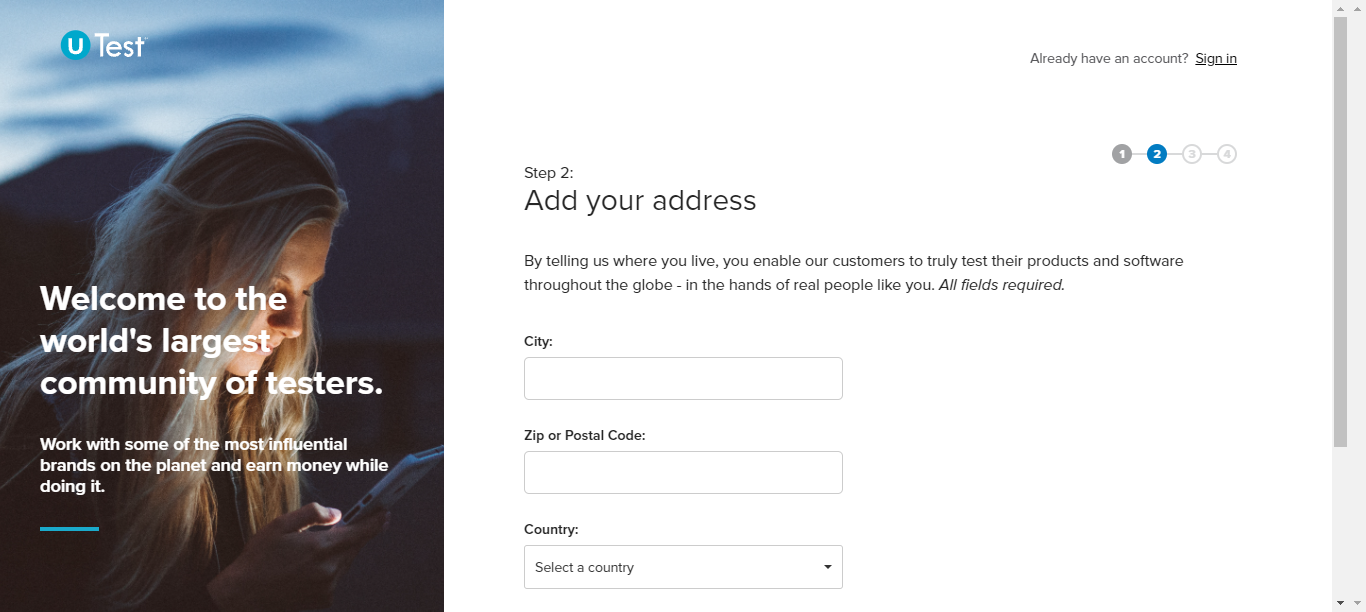 U Test
Already have an account? Sign in
1 2 3 4
Step 2:
Add your address
By telling us where you live, you enable our customers to truly test their products and software
throughout the globe - in the hands of real people like you. All fields required.
City:
Zip or Postal Code:
Country:
Select a country
Welcome to the
world's largest
community of testers.
Work with some of the most influential
brands on the planet and earn money while
doing it.